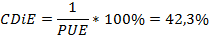 CDiE = 1/PUE * 100% = 42,3%